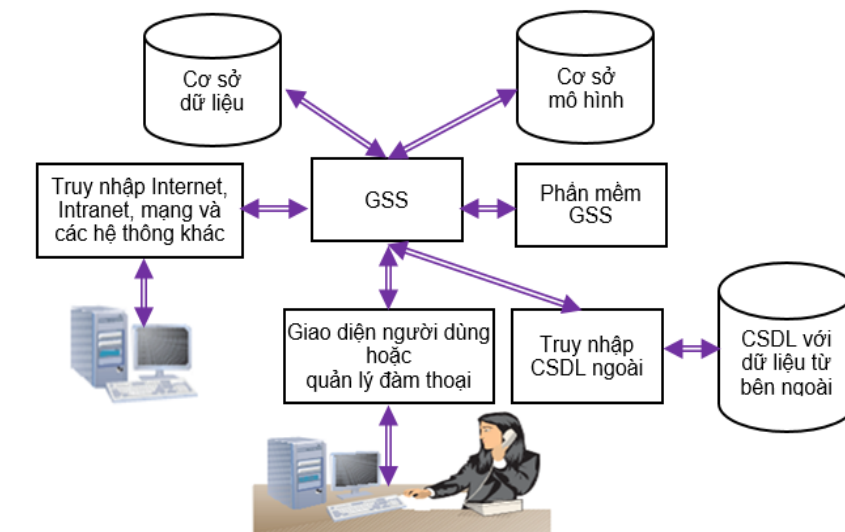 Cơ sở
dữ liệu
Cơ sở
mô hình
Truy nhập Internet,
Intranet, mạng và
các hệ thông khác
GSS
Phần mềm
GSS
Giao diện người dùng
hoặc
quản lý đàm thoại
Truy nhập
CSDL ngoài
CSDL với
dữ liệu từ
bên ngoài